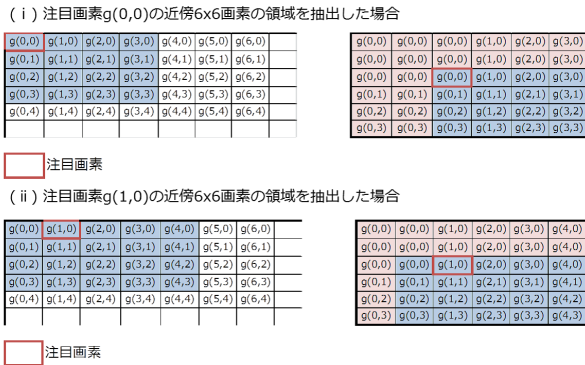 (ⅰ) 注目画素g(0,0)の近傍6x6画素の領域を抽出した場合
g(0,0) g(1,0) g(2,0) g(3,0) g(4,0) g(5,0) g(6,0)
g(0,1) g(1,1) g(2,1) g(3,1) g(4,1) g(5,1) g(6,1)
g(0,2) g(1,2) g(2,2) g(3,2) g(4,2) g(5,2) g(6,2)
g(0,3) g(1,3) g(2,3) g(3,3) g(4,3) g(5,3) g(6,3)
g(0,4) g(1,4) g(2,4) g(3,4) g(4,4) g(5,4) g(6,4)
g(0,0) g(0,0) g(0,0) g(1,0) g(2,0) g(3,0)
g(0,0) g(0,0) g(0,0) g(1,0) g(2,0) g(3,0)
g(0,0) g(0,0) g(0,0) g(1,0) g(2,0) g(3,0)
g(0,1) g(0,1) g(0,1) g(1,1) g(2,1) g(3,1)
g(0,2) g(0,2) g(0,2) g(1,2) g(2,2) g(3,2)
g(0,3) g(0,3) g(0,3) g(1,3) g(2,3) g(3,3)
注目画素
(ⅱ) 注目画素g(1,0)の近傍6x6画素の領域を抽出した場合
g(0,0) g(1,0) g(2,0) g(3,0) g(4,0) g(5,0) g(6,0)
g(0,1) g(1,1) g(2,1) g(3,1) g(4,1) g(5,1) g(6,1)
g(0,2) g(1,2) g(2,2) g(3,2) g(4,2) g(5,2) g(6,2)
g(0,3) g(1,3) g(2,3) g(3,3) g(4,3) g(5,3) g(6,3)
g(0,4) g(1,4) g(2,4) g(3,4) g(4,4) g(5,4) g(6,4)
g(0,0) g(0,0) g(1,0) g(2,0) g(3,0) g(4,0)
g(0,0) g(0,0) g(1,0) g(2,0) g(3,0) g(4,0)
g(0,0) g(0,0) g(1,0) g(2,0) g(3,0) g(4,0)
g(0,1) g(0,1) g(1,1) g(2,1) g(3,1) g(4,1)
g(0,2) g(0,2) g(1,2) g(2,2) g(3,2) g(4,2)
g(0,3) g(0,3) g(1,3) g(2,3) g(3,3) g(4,3)
注目画素